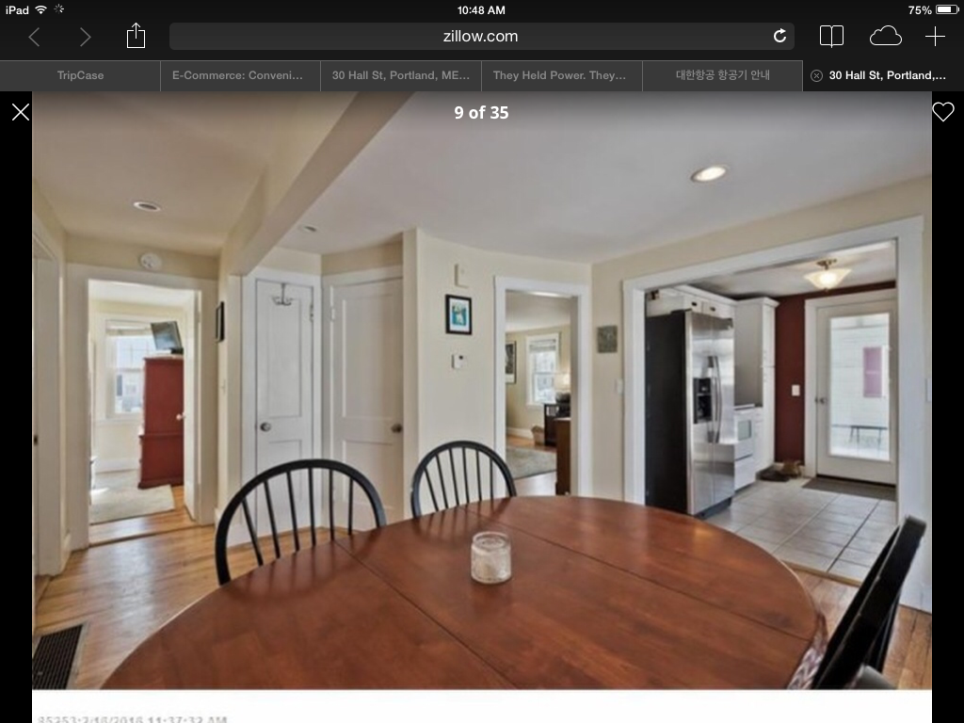 iPad
10:48 AM
75%
zillow.com
TripCase
E-Commerce: Conveni...
30 Hall St, Portland, ME...
They Held Power. They...
대한항공 항공기 안내
30 Hall St, Portland,...
9 of 35